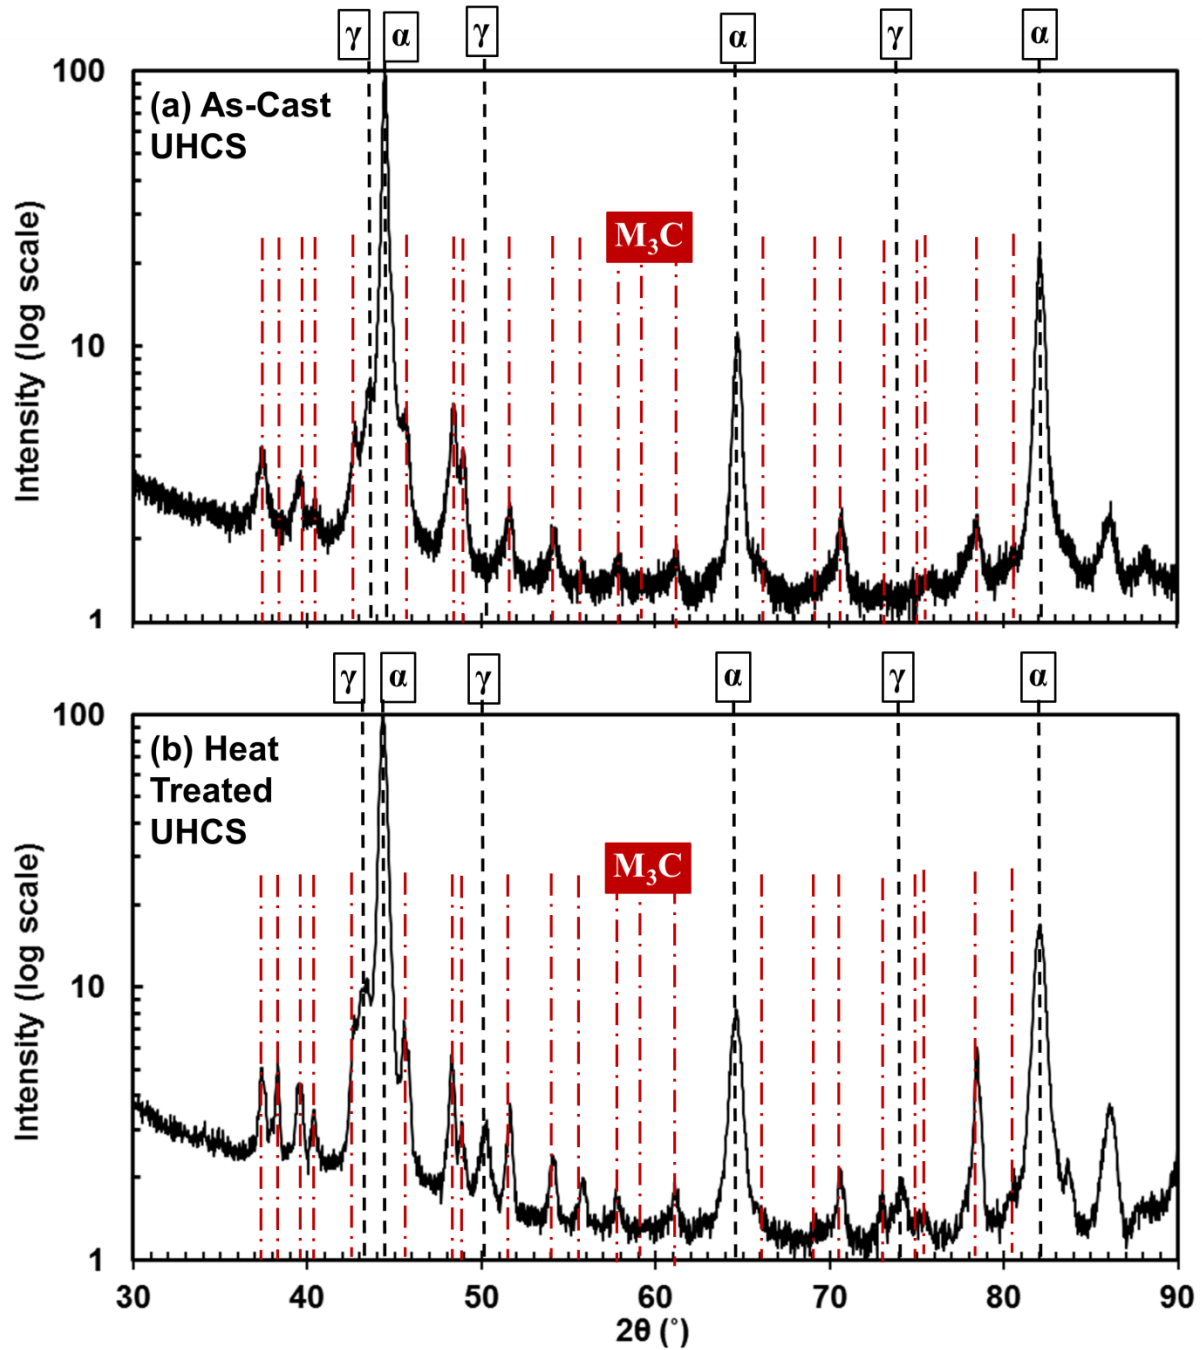 γ α γ α γ α
100
(a) As-Cast
UHCS
M₃C
10
1
Intensity (log scale)
γ α γ α γ α
100
(b) Heat
Treated
UHCS
M₃C
10
1
Intensity (log scale)
30 40 50 60 70 80 90
2θ (°)